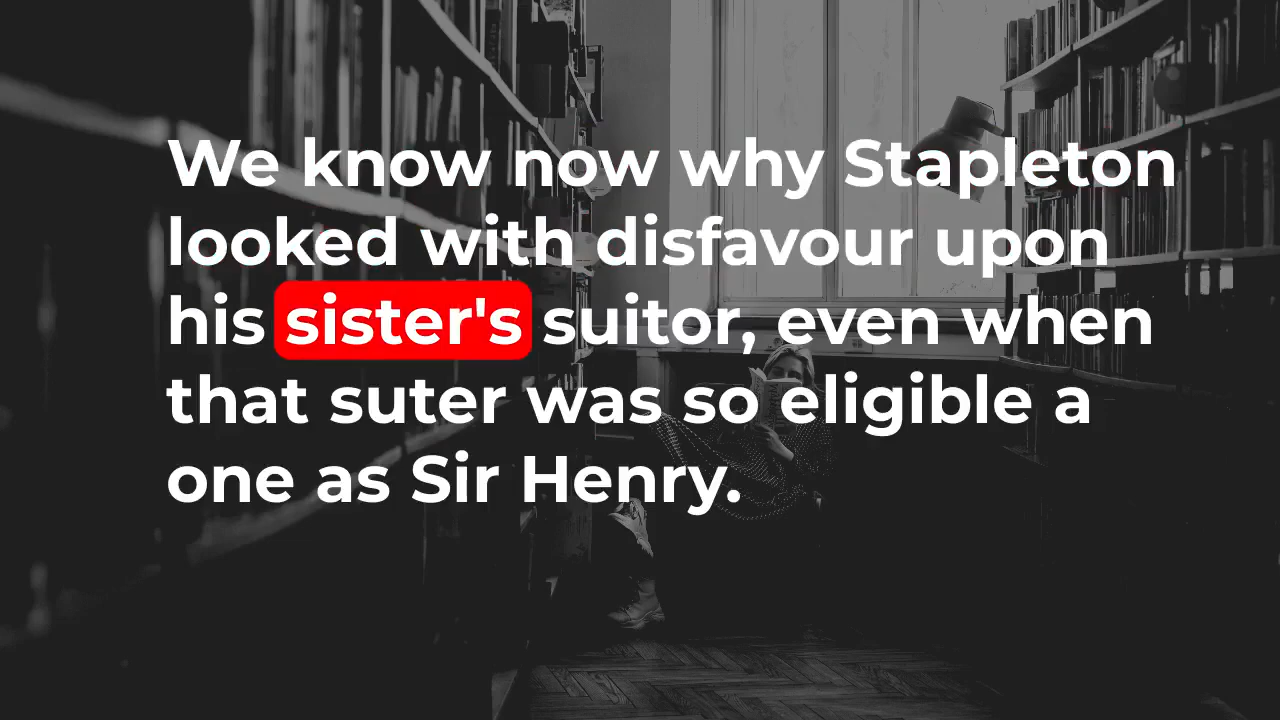 We know now why Stapleton
looked with disfavour upon
his sister's suitor, even when
that suter was so eligible a
one as Sir Henry.